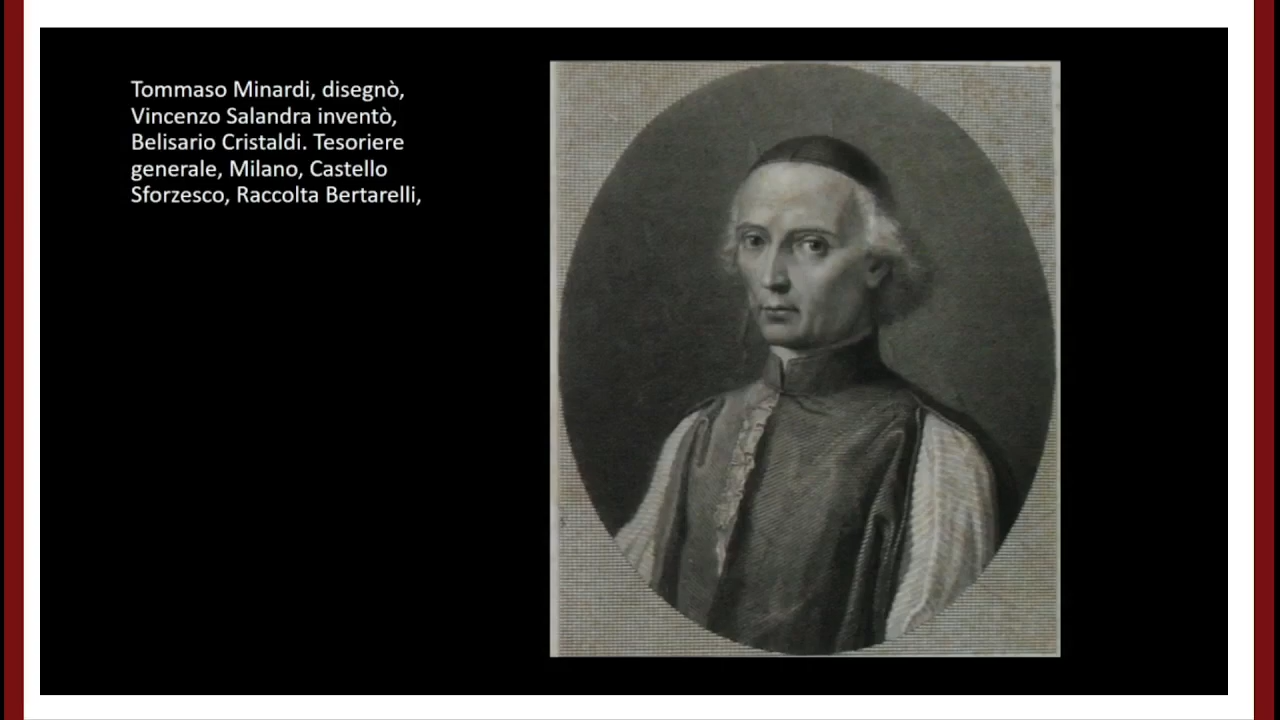 Tommaso Minardi, disegnò,
Vincenzo Salandra inventò,
Belisario Cristaldi. Tesoriere
generale, Milano, Castello
Sforzesco, Raccolta Bertarelli,